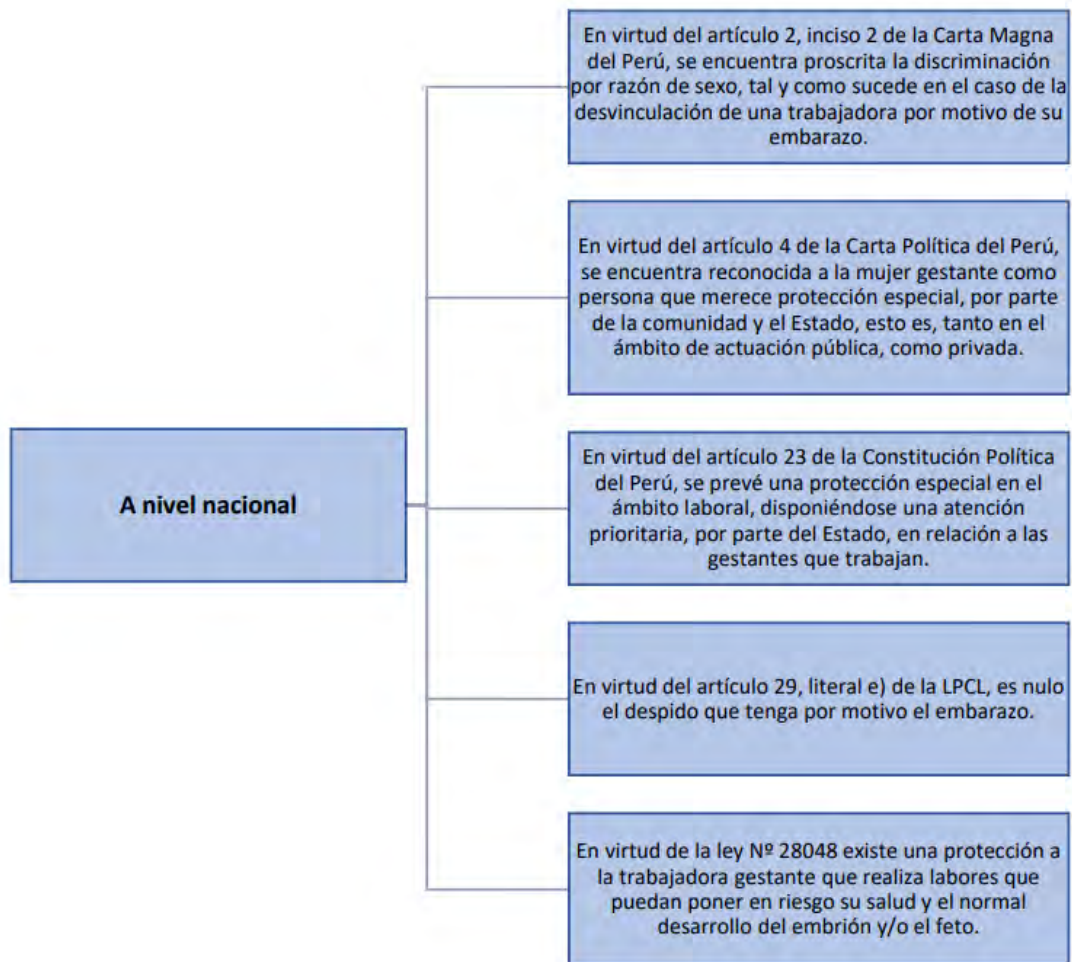 En virtud del artículo 2, inciso 2 de la Carta Magna
del Perú, se encuentra proscrita la discriminación
por razón de sexo, tal y como sucede en el caso de la
desvinculación de una trabajadora por motivo de su
embarazo.
En virtud del artículo 4 de la Carta Política del Perú,
se encuentra reconocida a la mujer gestante como
persona que merece protección especial, por parte
de la comunidad y el Estado, esto es, tanto en el
ámbito de actuación pública, como privada.
A nivel nacional
En virtud del artículo 23 de la Constitución Política
del Perú, se prevé una protección especial en el
ámbito laboral, disponiéndose una atención
prioritaria, por parte del Estado, en relación a las
gestantes que trabajan.
En virtud del artículo 29, literal e) de la LPCL, es nulo
el despido que tenga por motivo el embarazo.
En virtud de la ley Nº 28048 existe una protección a
la trabajadora gestante que realiza labores que
puedan poner en riesgo su salud y el normal
desarrollo del embrión y/o el feto.